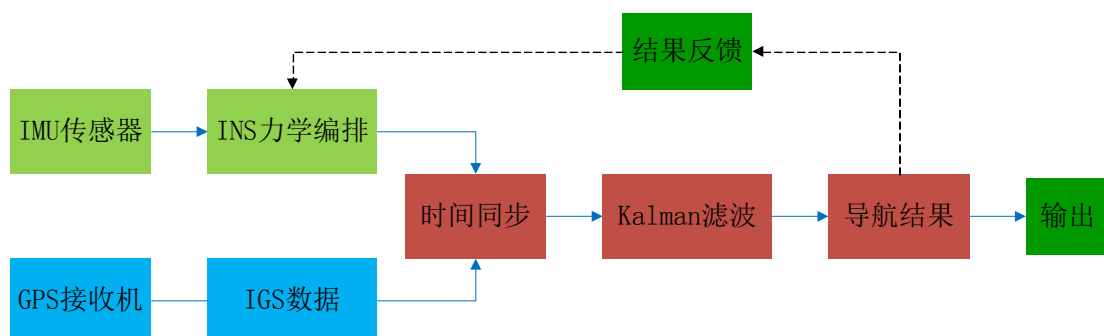 结果反馈
IMU传感器
INS力学编排
时间同步
Kalman滤波
导航结果
输出
GPS接收机
IGS数据